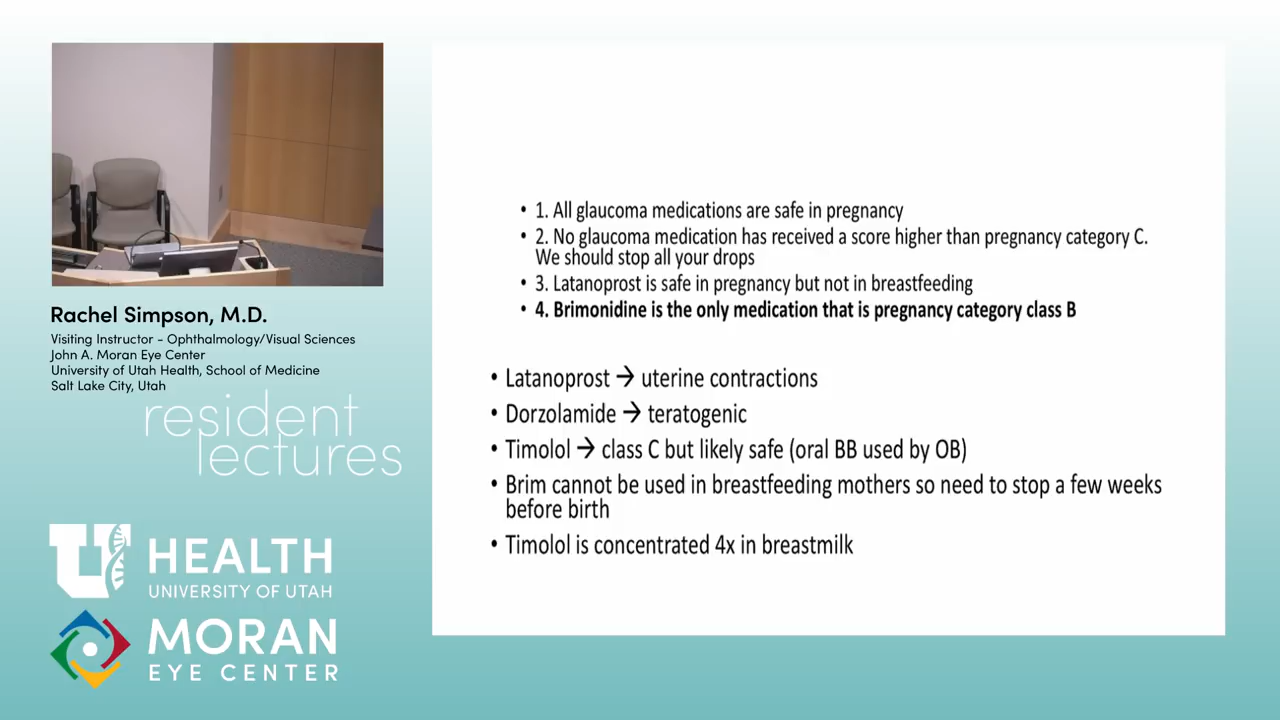 Rachel Simpson, M.D.
Visiting Instructor - Ophthalmology/Visual Sciences
John A. Moran Eye Center
University of Utah Health, School of Medicine
Salt Lake City, Utah
resident
lectures
U HEALTH
UNIVERSITY OF UTAH
MORAN
EYE CENTER
• 1. All glaucoma medications are safe in pregnancy
• 2. No glaucoma medication has received a score higher than pregnancy category C.
We should stop all your drops
• 3. Latanoprost is safe in pregnancy but not in breastfeeding
• 4. Brimonidine is the only medication that is pregnancy category class B
• Latanoprost → uterine contractions
• Dorzolamide → teratogenic
• Timolol → class C but likely safe (oral BB used by OB)
• Brim cannot be used in breastfeeding mothers so need to stop a few weeks
before birth
• Timolol is concentrated 4x in breastmilk